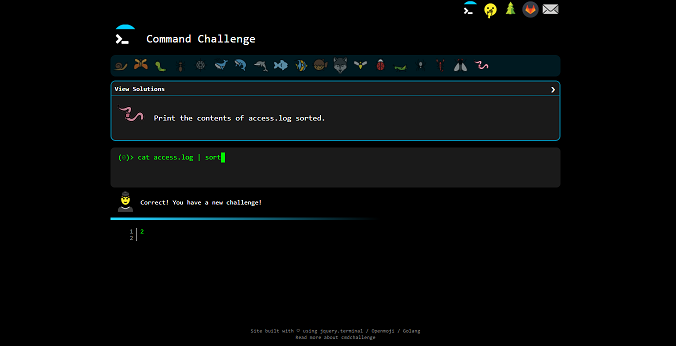 Command Challenge
View Solutions
Print the contents of access.log sorted.
(0)> cat access.log | sort
Correct! You have a new challenge!
1 2
2
Site built with ♡ using jquery.terminal / Openmoji / Golang
Read more about cmdchallenge